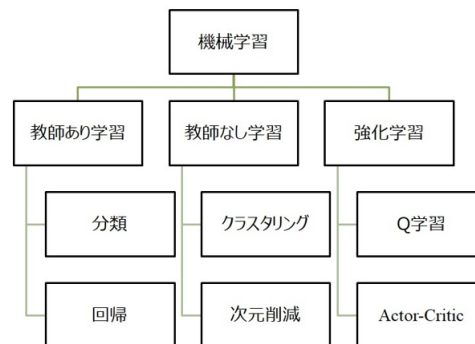 機械学習
教師あり学習
教師なし学習
強化学習
分類
クラスタリング
Q学習
回帰
次元削減
Actor-Critic